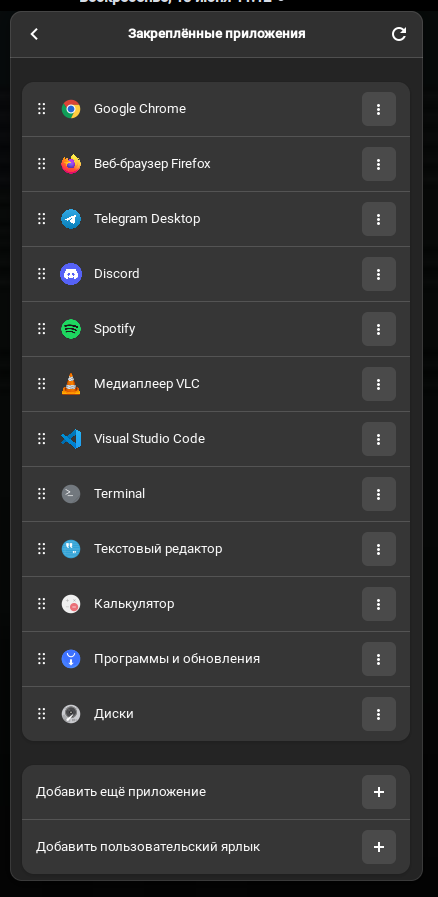 Закреплённые приложения
Google Chrome
Веб-браузер Firefox
Telegram Desktop
Discord
Spotify
Медиаплеер VLC
Visual Studio Code
Terminal
Текстовый редактор
Калькулятор
Программы и обновления
Диски
Добавить ещё приложение
Добавить пользовательский ярлык